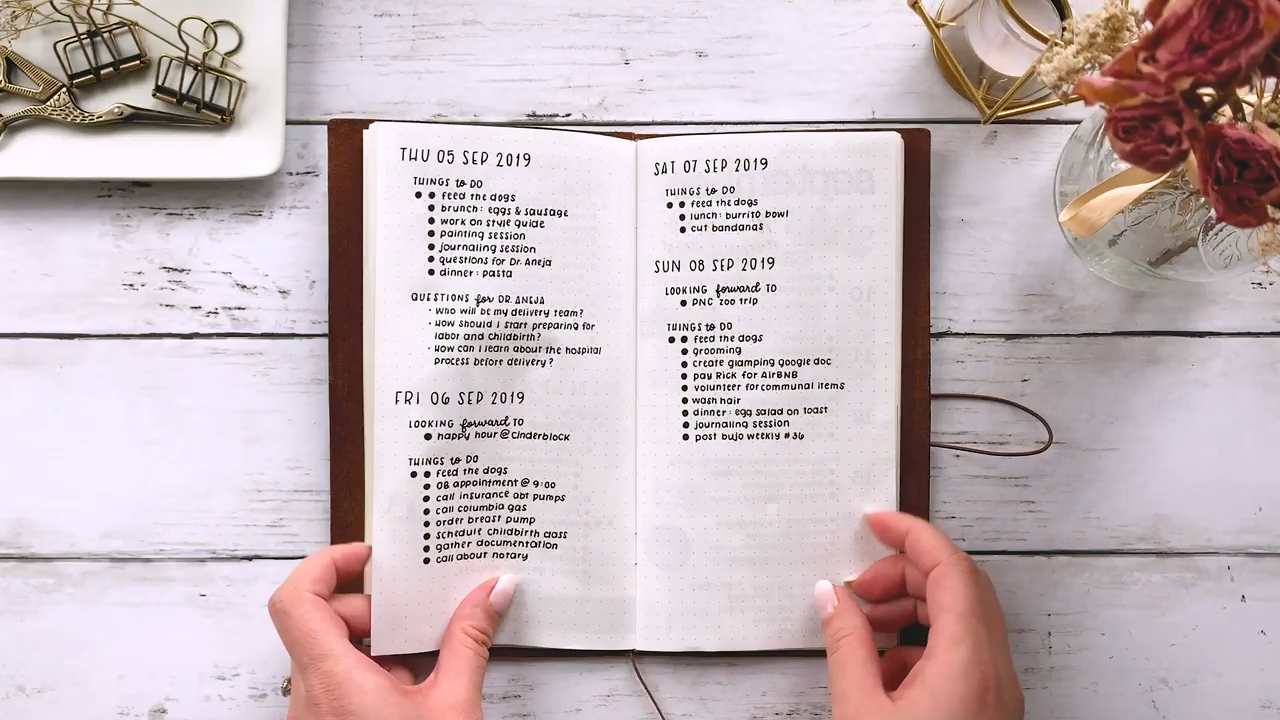 THU 05 SEP 2019
THINGS to DO
feed the dogs
brunch: eggs & sausage
work on style guide
painting session
journaling session
questions for Dr. Aneja
dinner: pasta
QUESTIONS for DR. ANEJA
· Who will be my delivery team?
· How should I start preparing for
labor and childbirth?
· How can I learn about the hospital
process before delivery?
FRI 06 SEP 2019
LOOKING forward TO
happy hour @ cinderblock
THINGS to DO
feed the dogs
OB appointment @ 9:00
call insurance abt pumps
call columbia gas
order breast pump
schedule childbirth class
gather documentation
call about notary
SAT 07 SEP 2019
THINGS to DO
feed the dogs
lunch: burrito bowl
cut bandanas
SUN 08 SEP 2019
LOOKING forward TO
PNC zoo trip
THINGS to DO
feed the dogs
grooming
create glamping google doc
pay Rick for AirBNB
volunteer for communal items
wash hair
dinner: egg salad on toast
journaling session
post bujo weekly #36